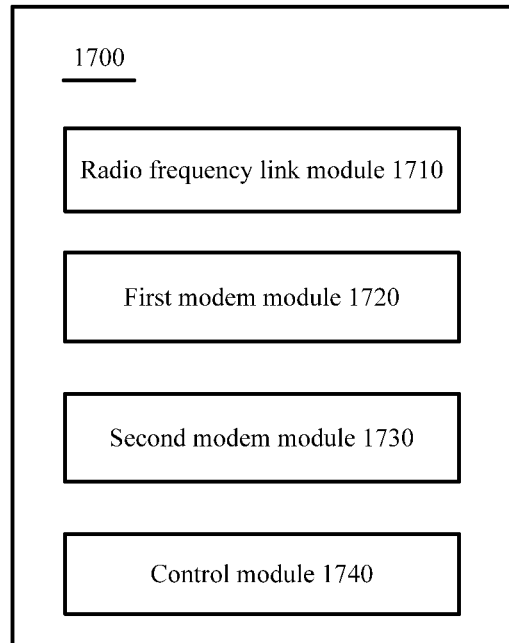 1700
Radio frequency link module 1710
First modem module 1720
Second modem module 1730
Control module 1740